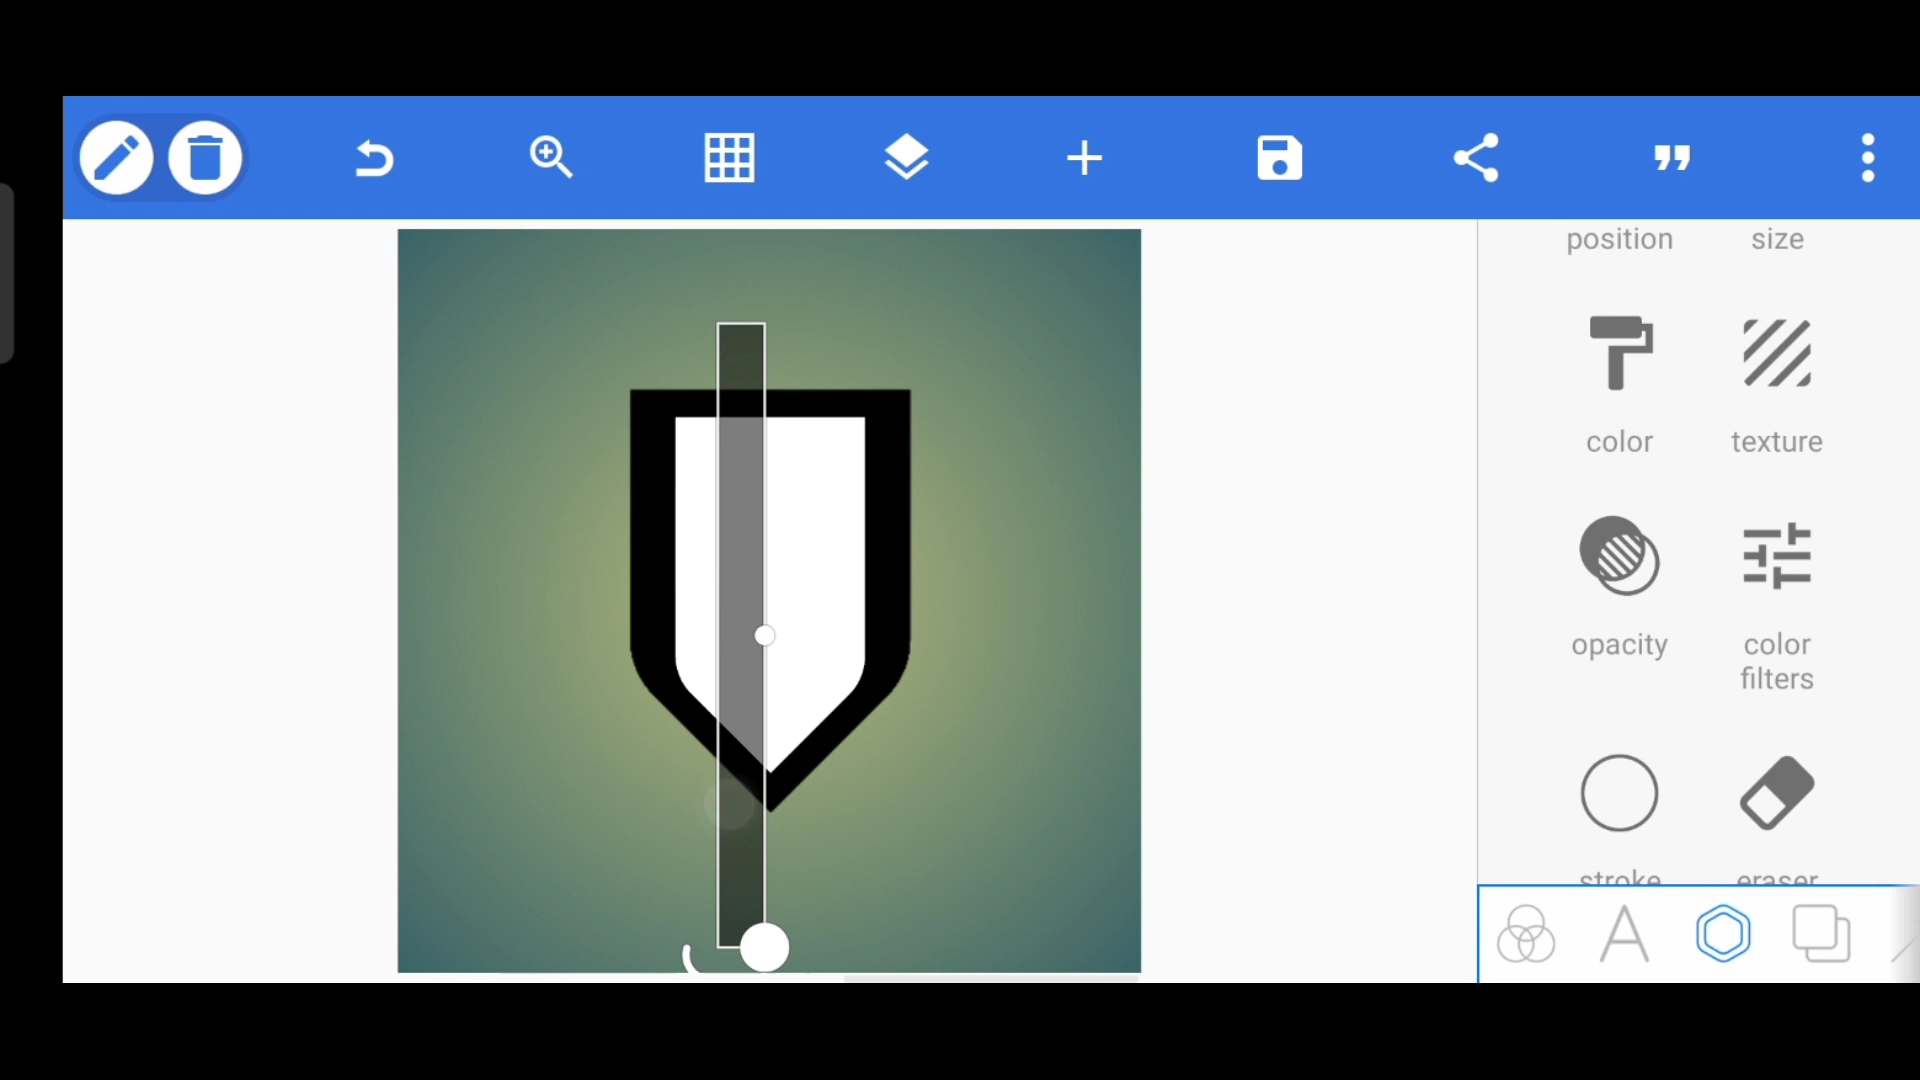 position size
color texture
opacity color
filters
stroke eraser